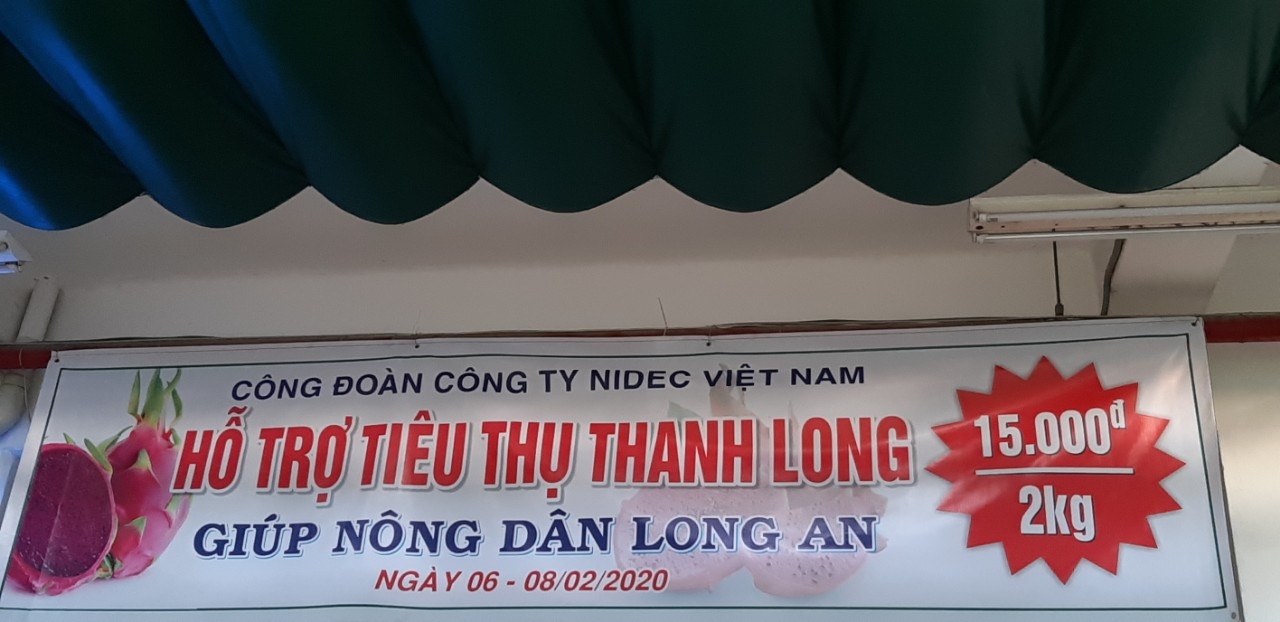 CÔNG ĐOÀN CÔNG TY NIDEC VIỆT NAM
HỖ TRỢ TIÊU THỤ THANH LONG
GIÚP NÔNG DÂN LONG AN
NGÀY 06 - 08/02/2020
15.000đ
2kg